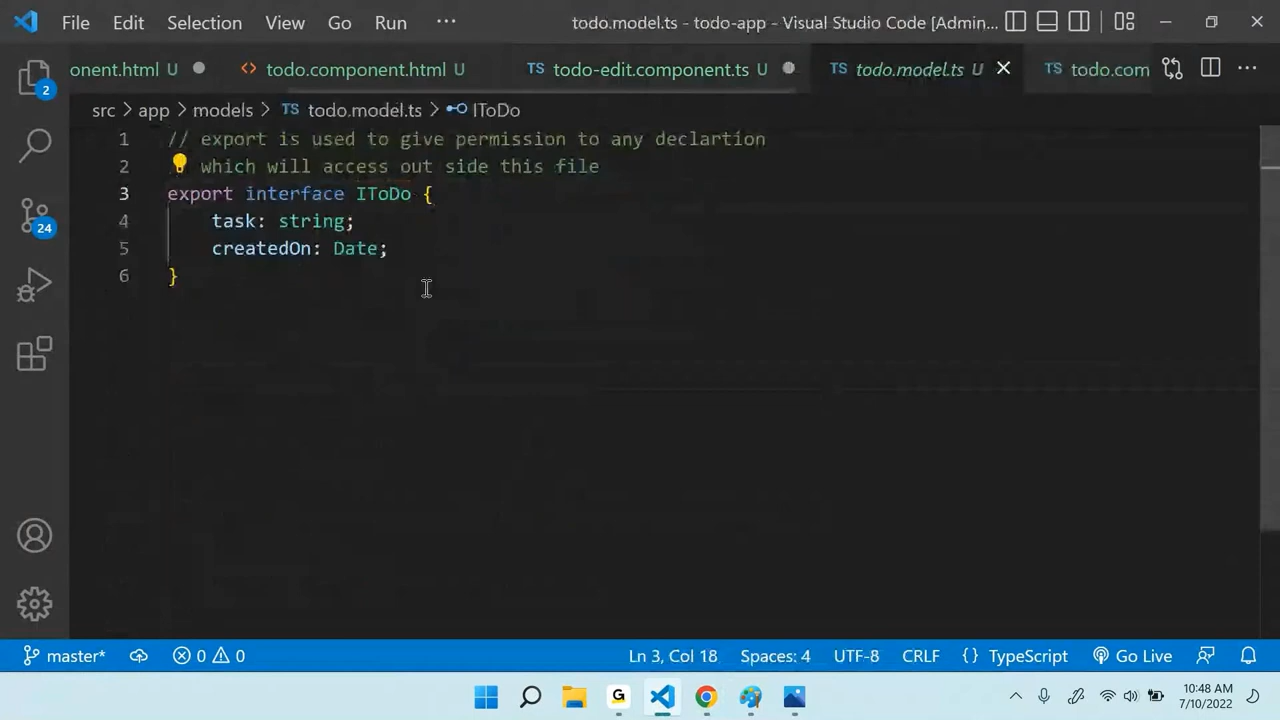 File Edit Selection View Go Run ··· todo.model.ts - todo-app - Visual Studio Code [Admin...
onent.html U todo.component.html U TS todo-edit.component.ts U TS todo.model.ts U TS todo.com
src > app > models > TS todo.model.ts > IToDo
1 // export is used to give permission to any declartion
2 // which will access out side this file
3 export interface IToDo {
4 task: string;
5 createdOn: Date;
6 }
2
24
master* 0 0 Ln 3, Col 18 Spaces: 4 UTF-8 CRLF {} TypeScript Go Live
G
10:48 AM
7/10/2022